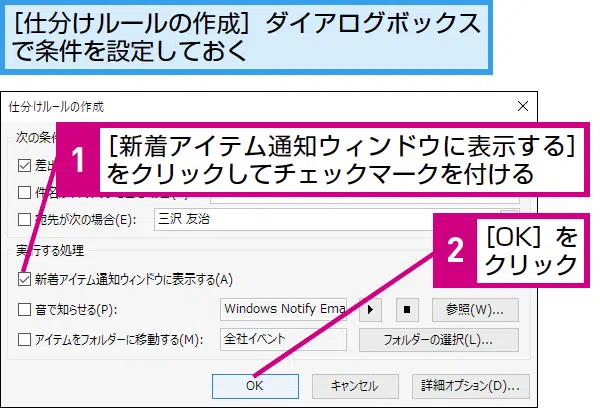 ［仕分けルールの作成］ダイアログボックス
で条件を設定しておく
仕分けルールの作成
次の条件
1
［新着アイテム通知ウィンドウに表示する］
をクリックしてチェックマークを付ける
差出
件名
宛先が次の場合(E):
三沢 友治
2
［OK］を
クリック
実行する処理
新着アイテム通知ウィンドウに表示する(A)
音で知らせる(P):
Windows Notify Ema
参照(W)...
アイテムをフォルダーに移動する(M):
全社イベント
フォルダーの選択(L)...
OK
キャンセル
詳細オプション(D)...